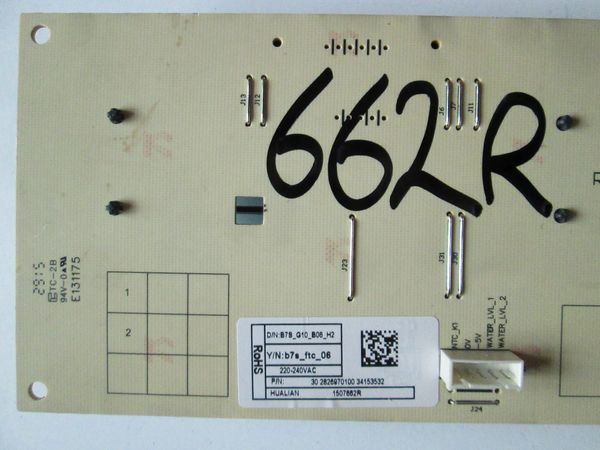 662R
J13
J12
J6
J7
J11
J23
J31
J30
2515
TC-2B
94V-0
E131175
1
2
RoHS
D/N:B7B_G10_B06_H2
Y/N:b7s_ftc_06
220-240VAC
P/N: 30 2826970100 34153532
HUALIAN 1507662R
NTC_K1
0V
-5V
WATER_LVL_1
WATER_LVL_2
J24